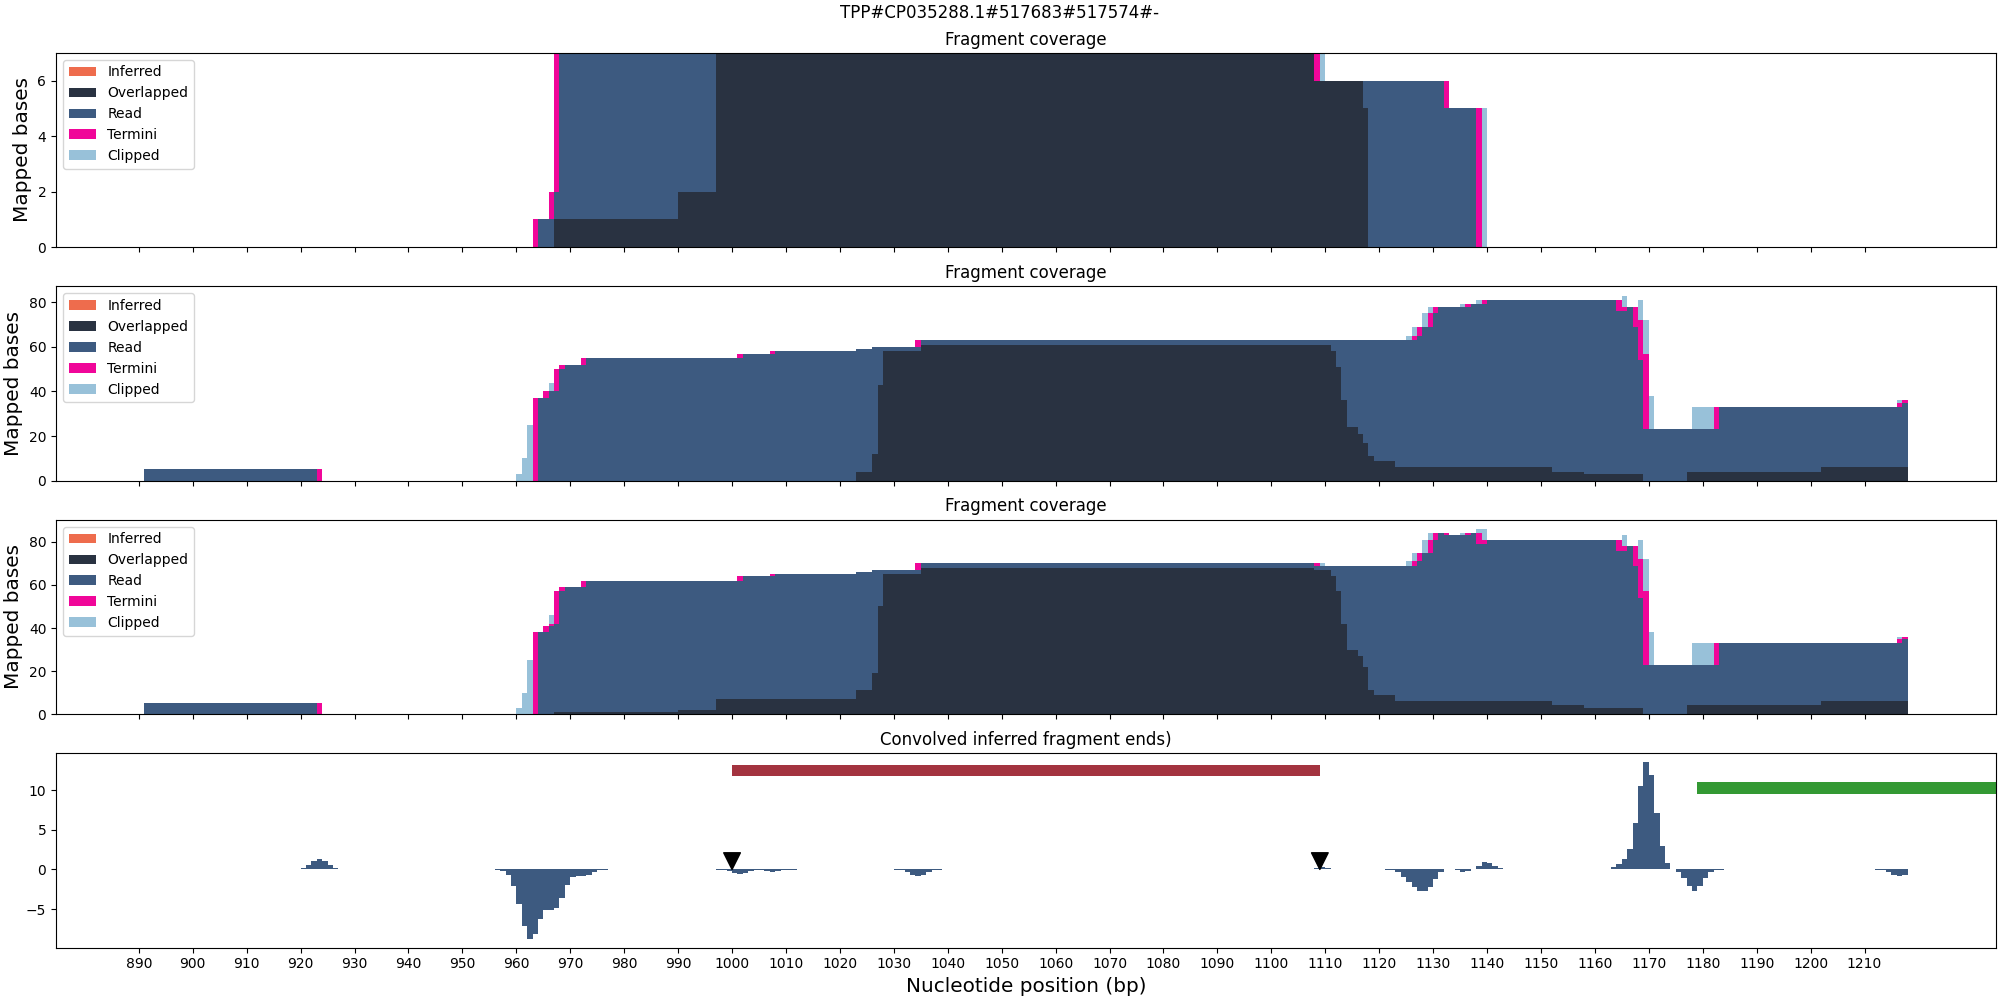 TPP#CP035288.1#517683#517574#-
Fragment coverage
Mapped bases
6
4
2
0
Inferred
Overlapped
Read
Termini
Clipped
Fragment coverage
Mapped bases
80
60
40
20
0
Inferred
Overlapped
Read
Termini
Clipped
Fragment coverage
Mapped bases
80
60
40
20
0
Inferred
Overlapped
Read
Termini
Clipped
Convolved inferred fragment ends)
10
5
0
−5
890 900 910 920 930 940 950 960 970 980 990 1000 1010 1020 1030 1040 1050 1060 1070 1080 1090 1100 1110 1120 1130 1140 1150 1160 1170 1180 1190 1200 1210
Nucleotide position (bp)